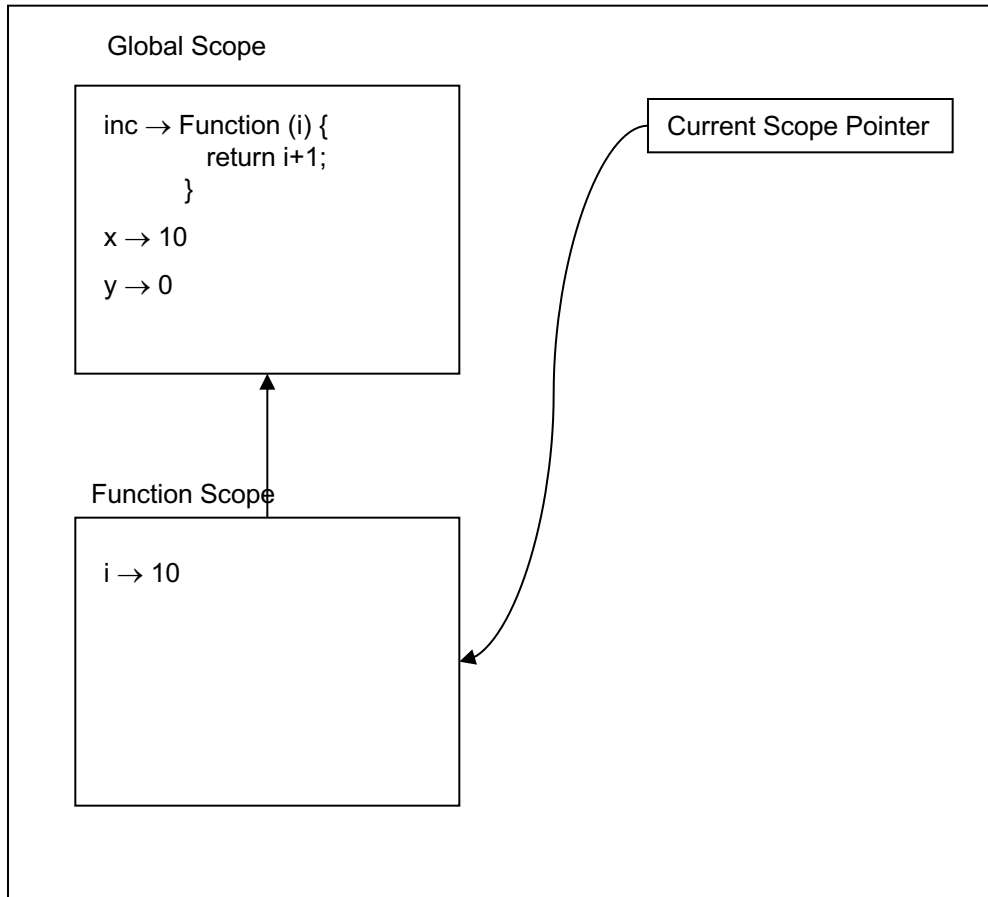 Global Scope
inc → Function (i) {
return i+1;
}
x → 10
y → 0
Current Scope Pointer
Function Scope
i → 10